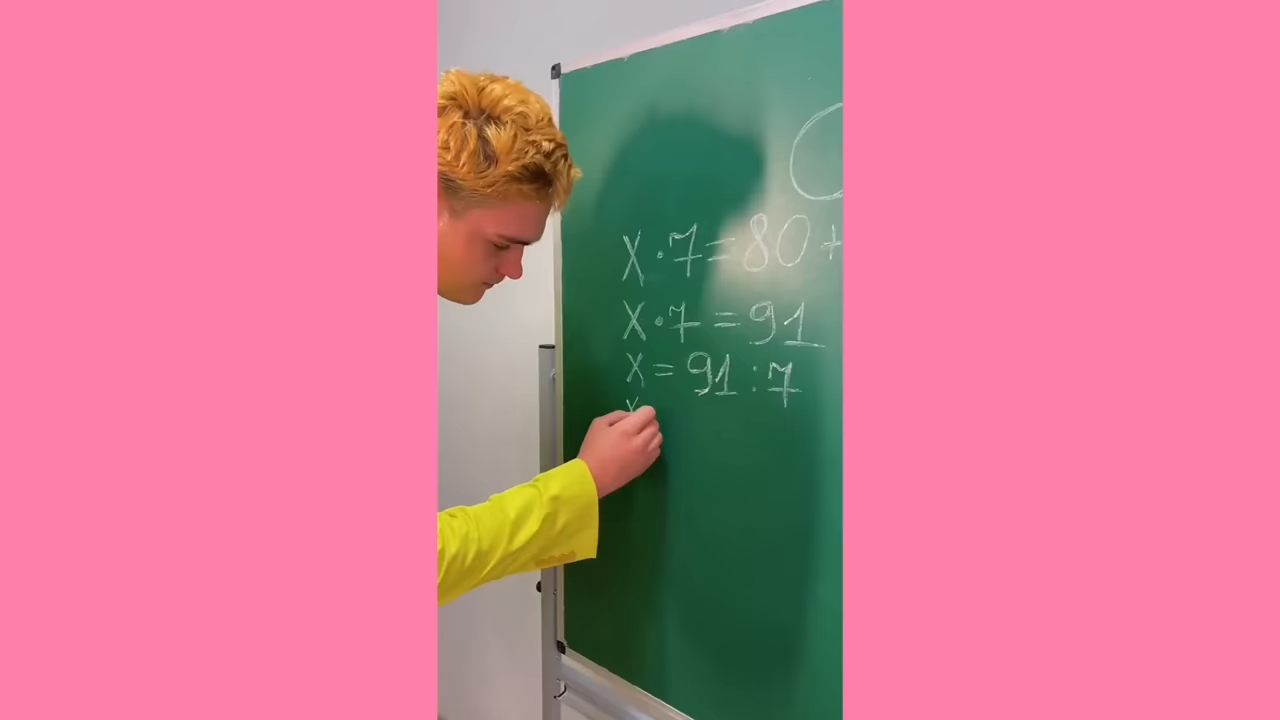 X · 7 = 80 +
X · 7 = 91
X = 91 : 7
X